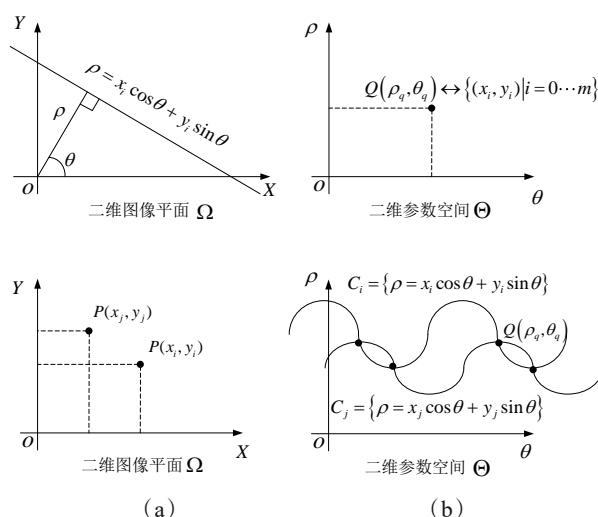 Y
ρ = x_i cosθ + y_i sinθ
ρ
θ
o
X
二维图像平面 Ω
ρ
Q(ρ_q, θ_q) ↔ {(x_i, y_i)|i = 0⋯m}
o
θ
二维参数空间 Θ
Y
P(x_j, y_j)
P(x_i, y_i)
o
X
二维图像平面 Ω
ρ
C_i = {ρ = x_i cosθ + y_i sinθ}
Q(ρ_q, θ_q)
C_j = {ρ = x_j cosθ + y_j sinθ}
o
θ
二维参数空间 Θ
(a)
(b)